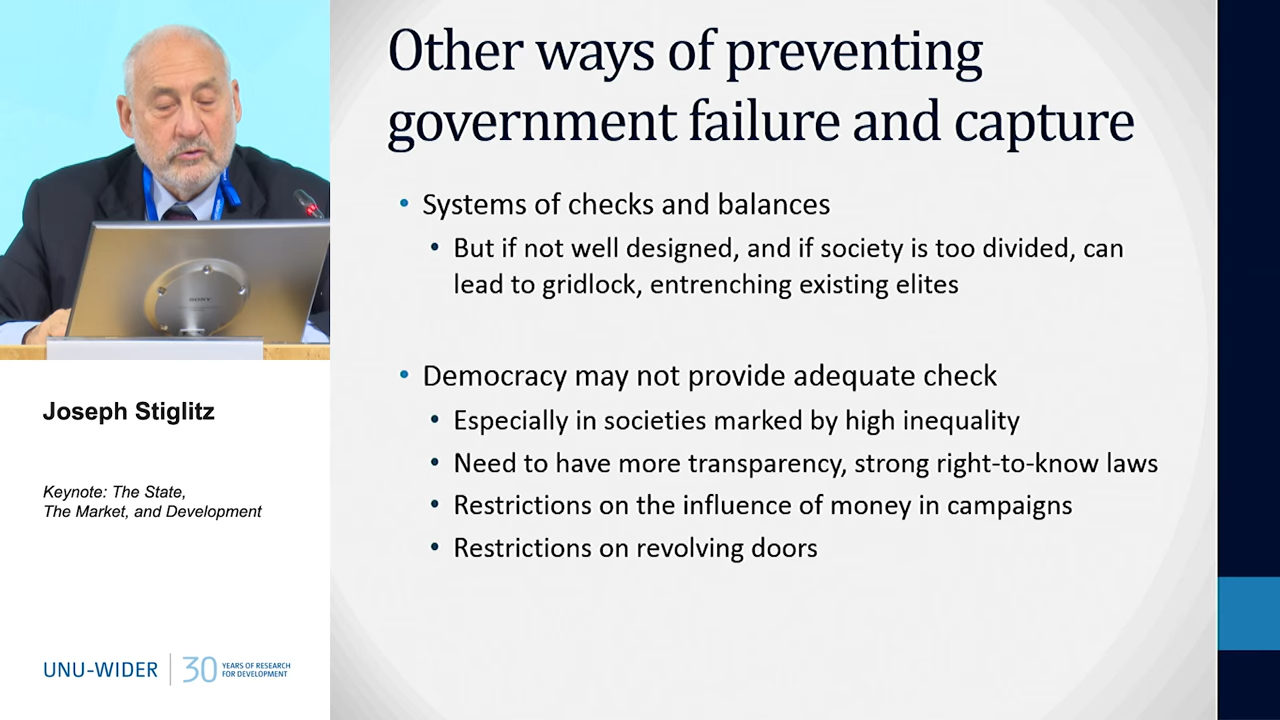 Other ways of preventing
government failure and capture
• Systems of checks and balances
• But if not well designed, and if society is too divided, can
lead to gridlock, entrenching existing elites
• Democracy may not provide adequate check
• Especially in societies marked by high inequality
• Need to have more transparency, strong right-to-know laws
• Restrictions on the influence of money in campaigns
• Restrictions on revolving doors
SONY
Joseph Stiglitz
Keynote: The State,
The Market, and Development
UNU-WIDER
30
YEARS OF RESEARCH
FOR DEVELOPMENT